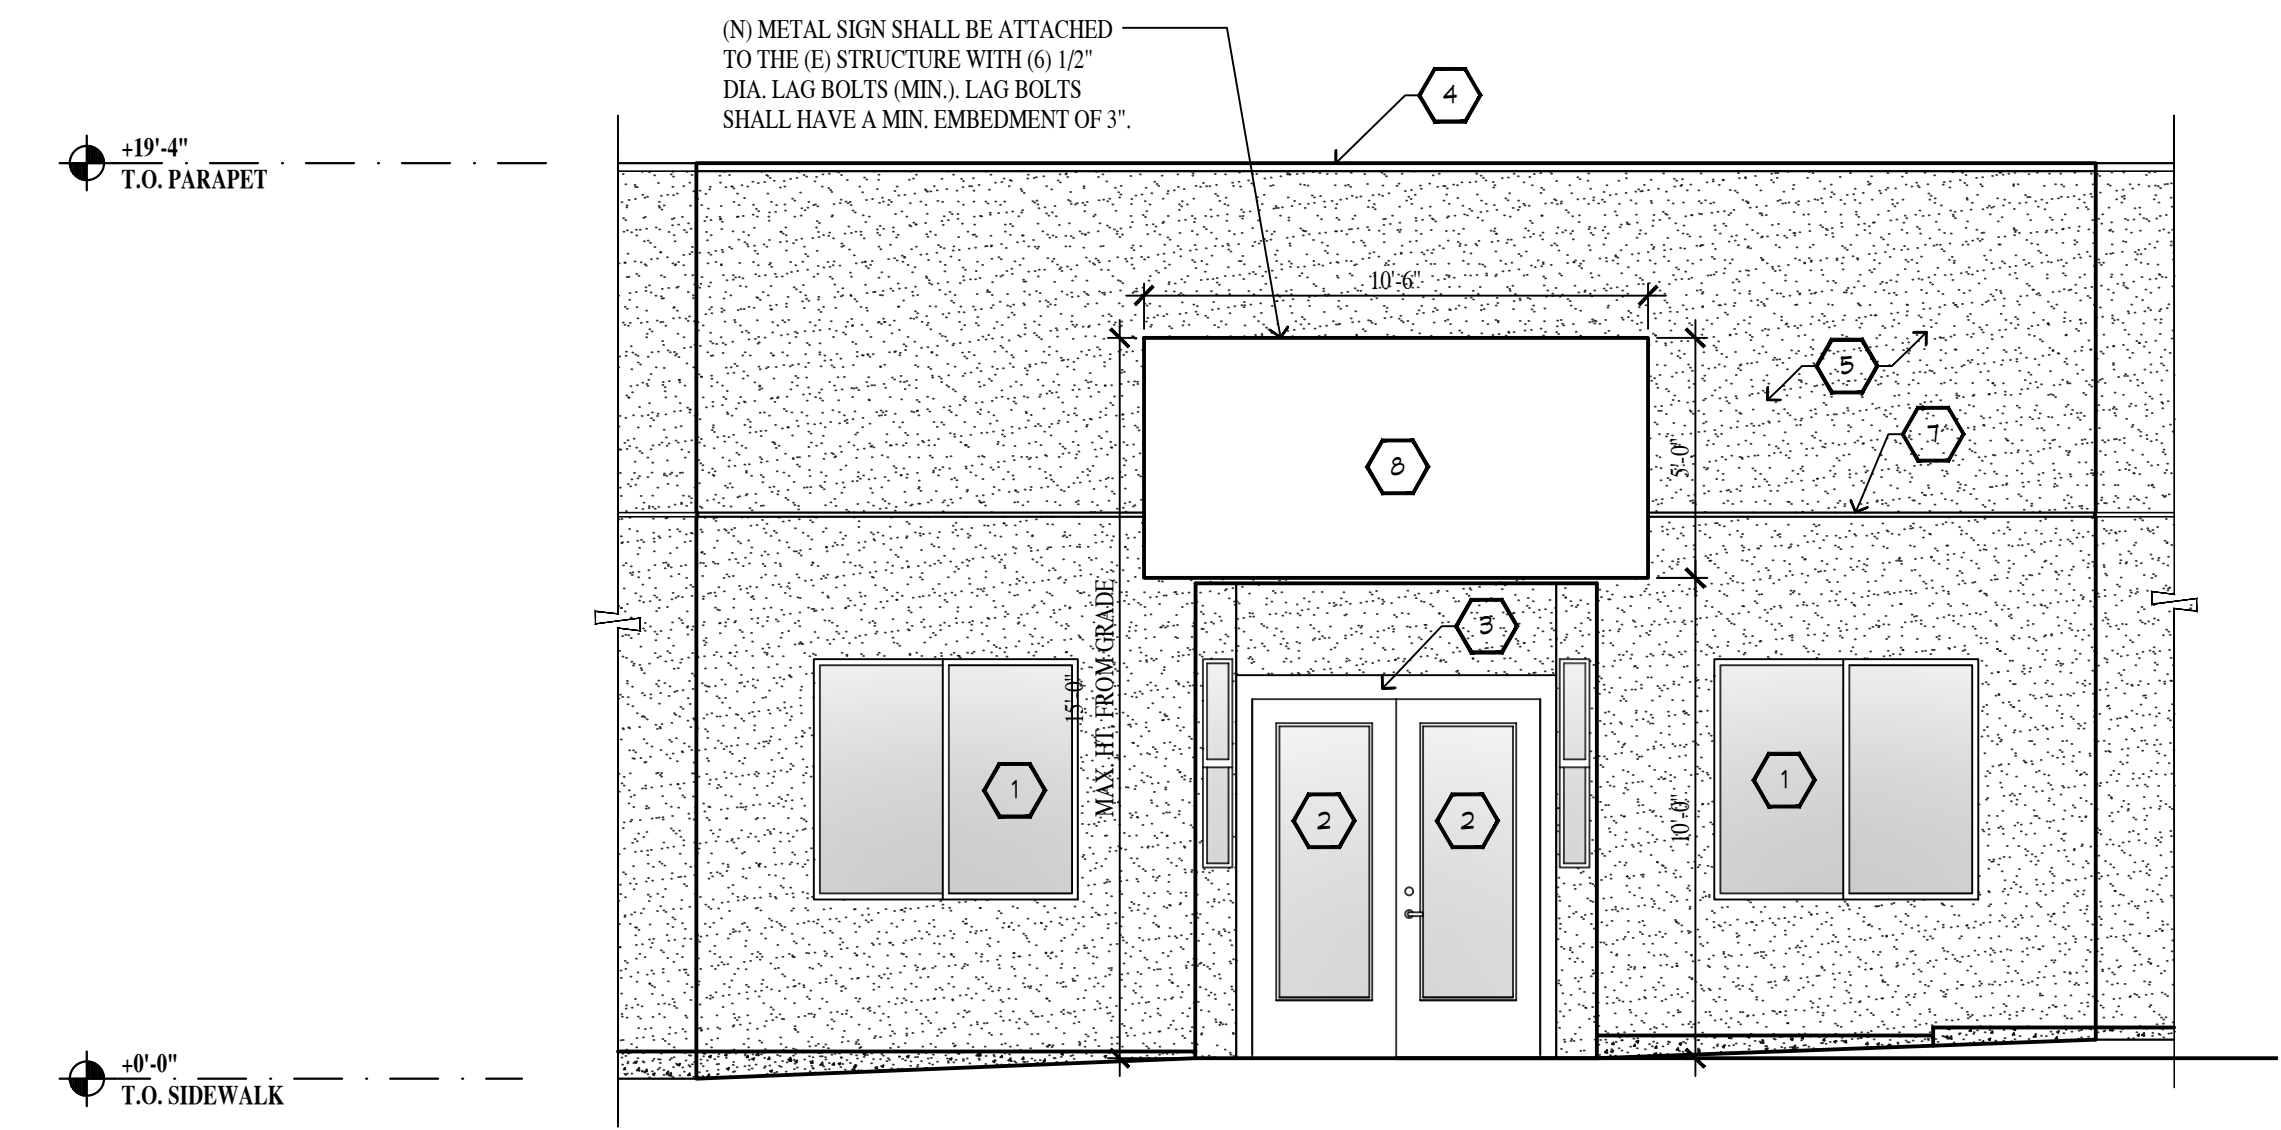 (N) METAL SIGN SHALL BE ATTACHED
TO THE (E) STRUCTURE WITH (6) 1/2"
DIA. LAG BOLTS (MIN.). LAG BOLTS
SHALL HAVE A MIN. EMBEDMENT OF 3".
4
+19'-4"
T.O. PARAPET
10'-6"
5
7
8
5'-0"
3
15'-0"
MAX. HT. FROM GRADE
1
1
2
2
10'-0"
+0'-0"
T.O. SIDEWALK